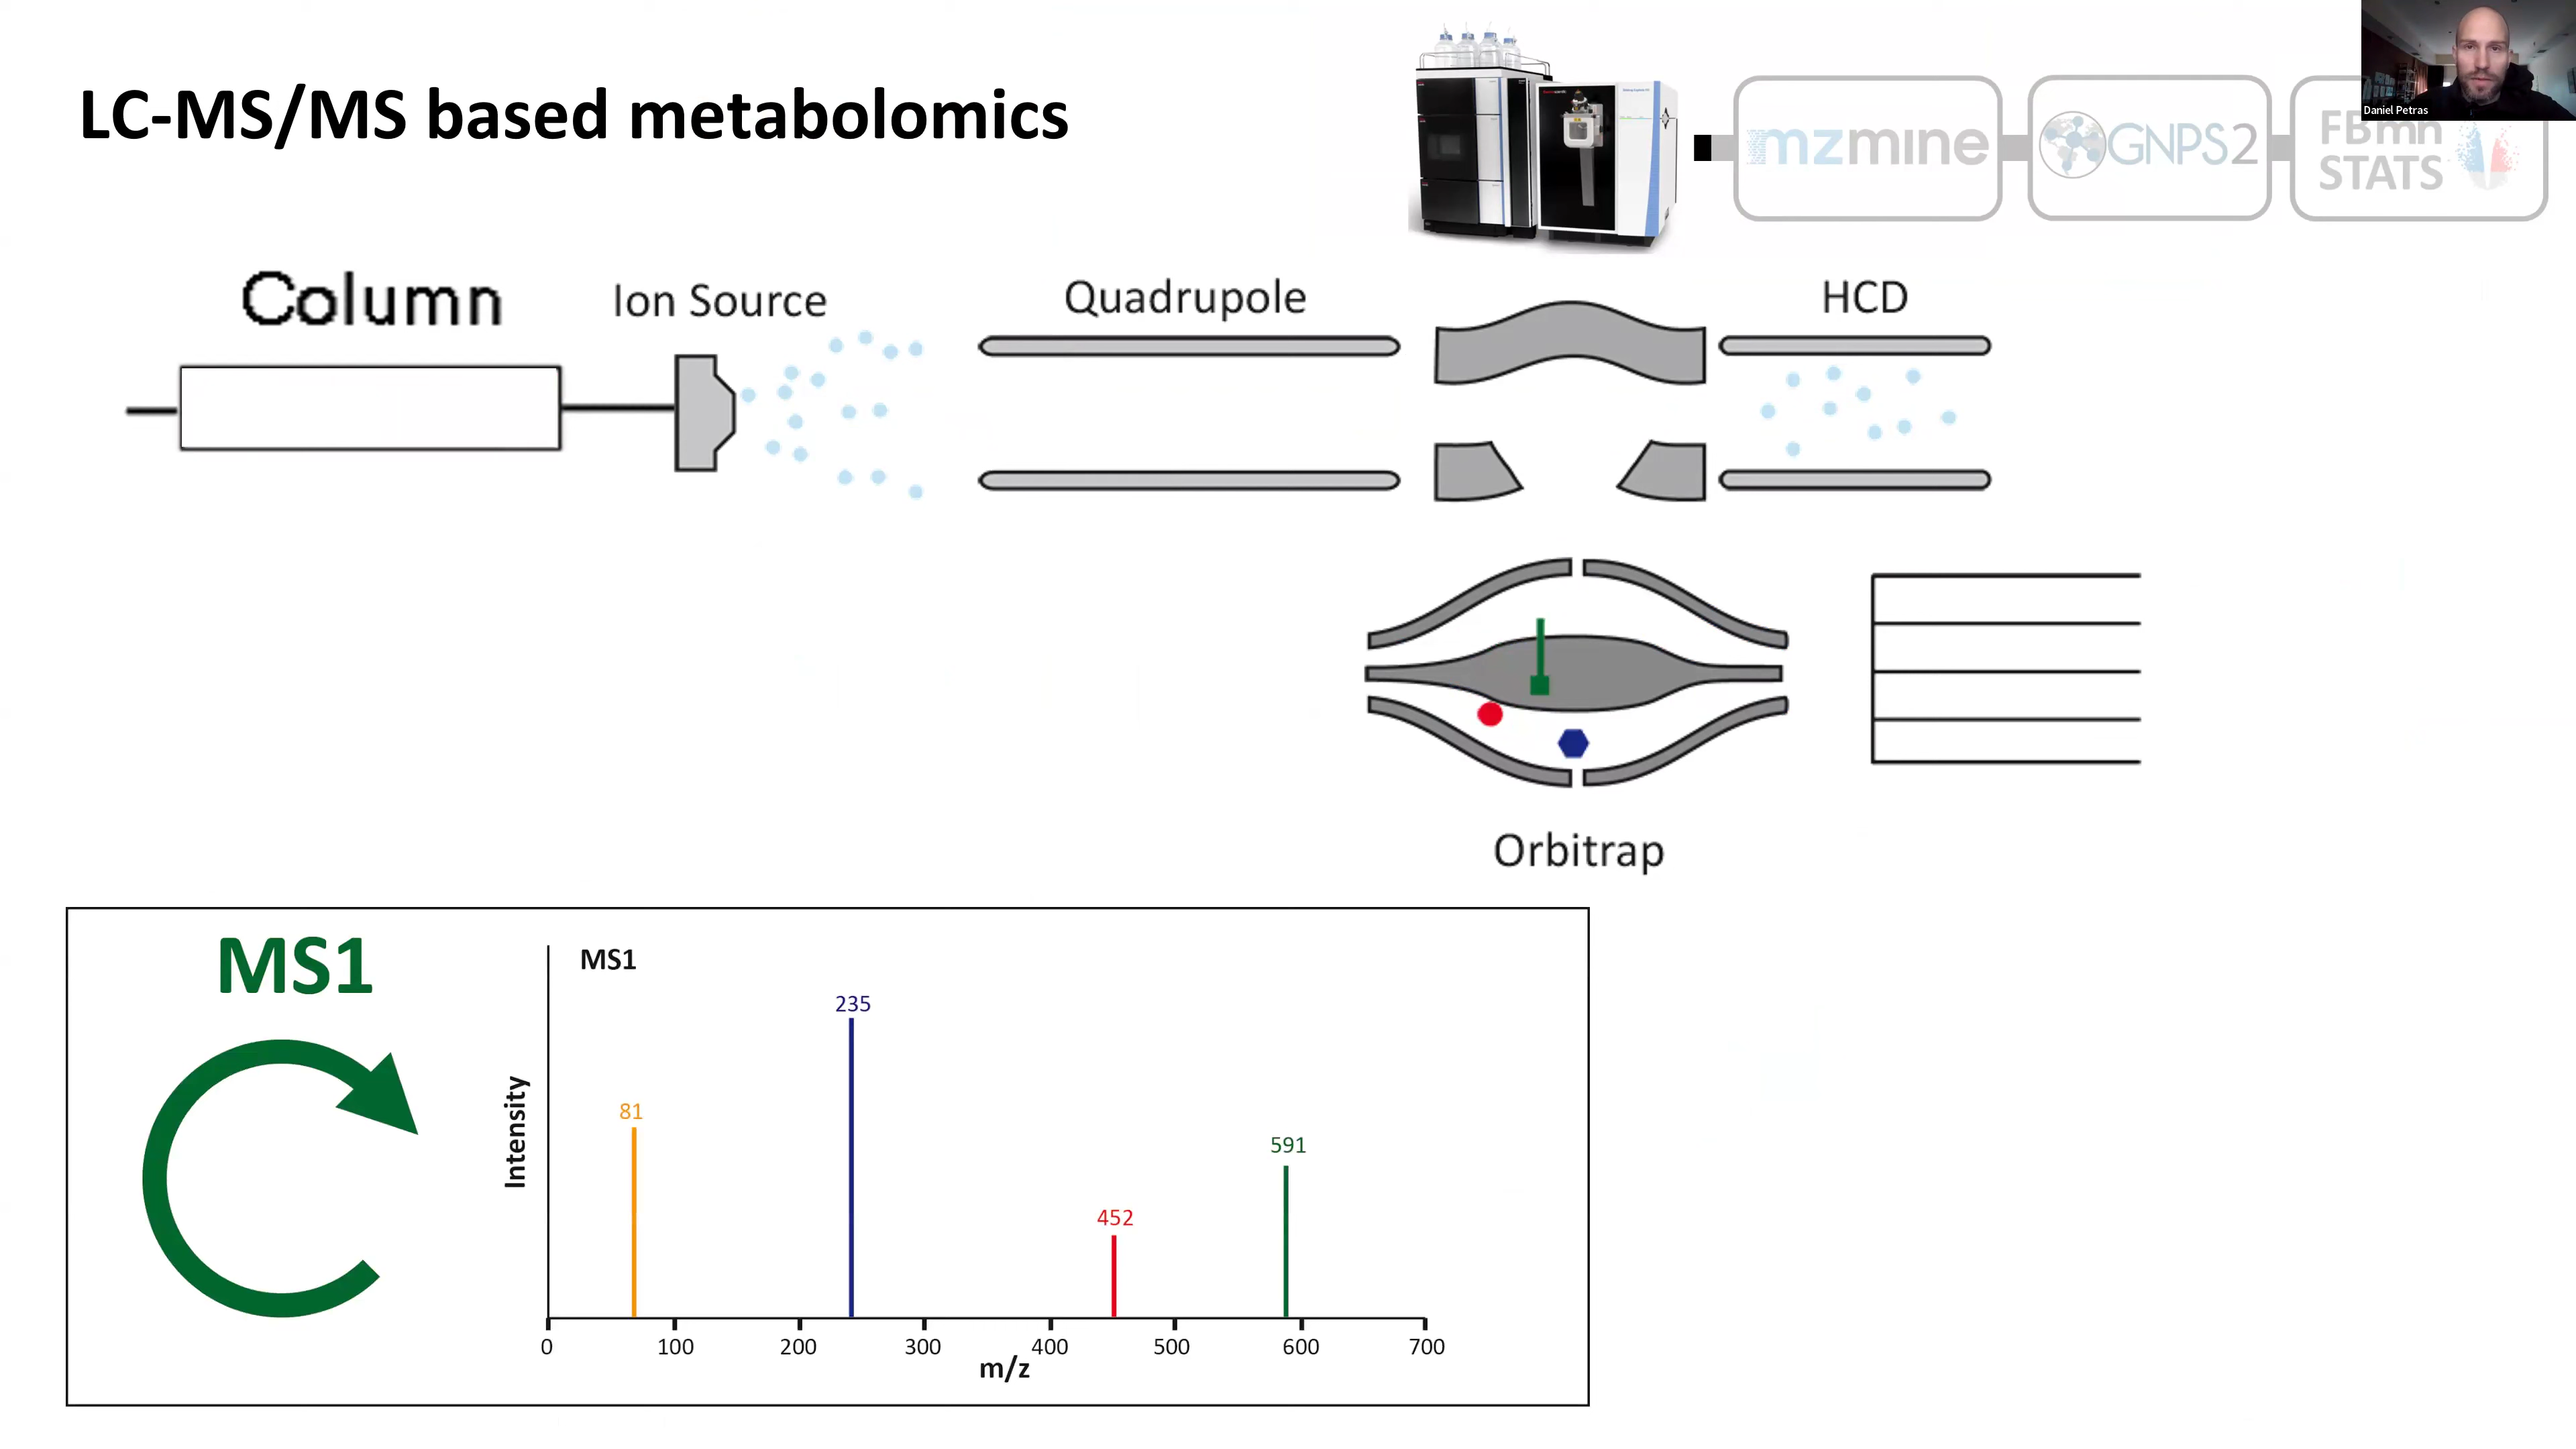 LC-MS/MS based metabolomics
Daniel Petras
mzmine
GNPS2
FBmn
STATS
Column
Ion Source
Quadrupole
HCD
Orbitrap
MS1
MS1
Intensity
81
235
452
591
0 100 200 300 400 500 600 700
m/z